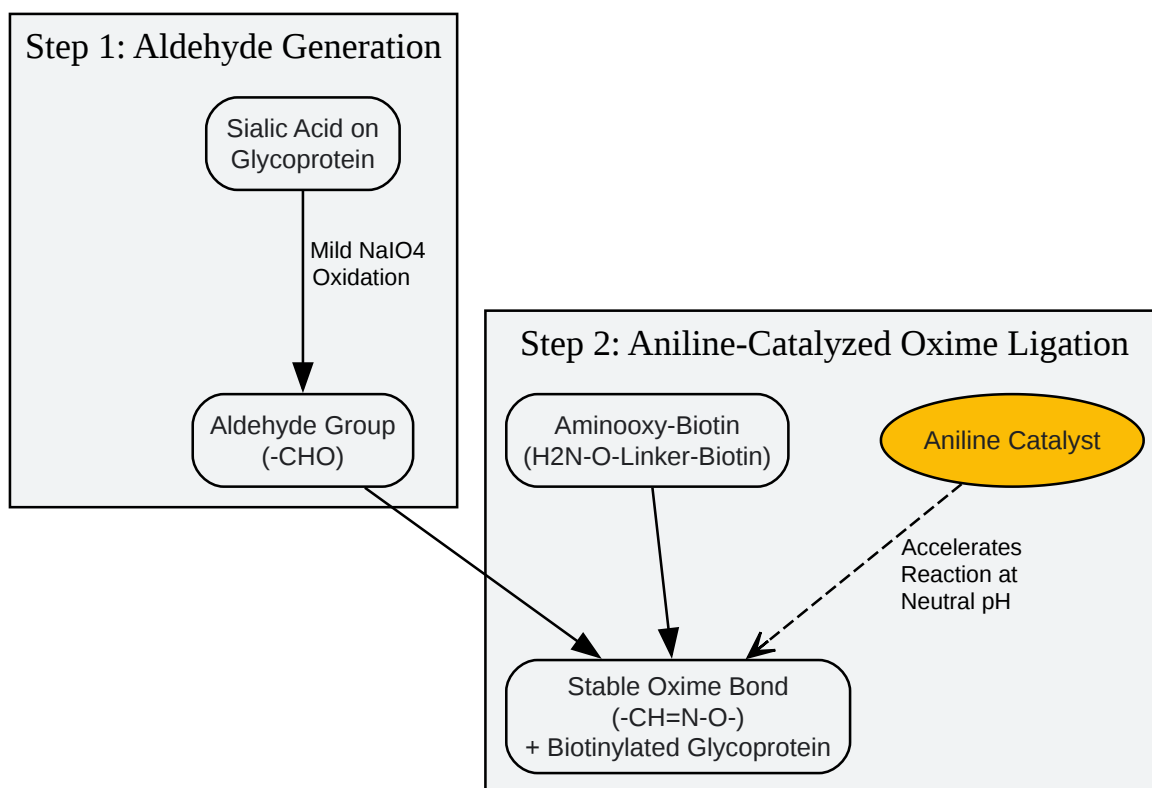 Step 1: Aldehyde Generation
Sialic Acid on
Glycoprotein
Mild NaIO4
Oxidation
Aldehyde Group
(-CHO)
Step 2: Aniline-Catalyzed Oxime Ligation
Aminooxy-Biotin
(H2N-O-Linker-Biotin)
Aniline Catalyst
Accelerates
Reaction at
Neutral pH
Stable Oxime Bond
(-CH=N-O-)
+ Biotinylated Glycoprotein